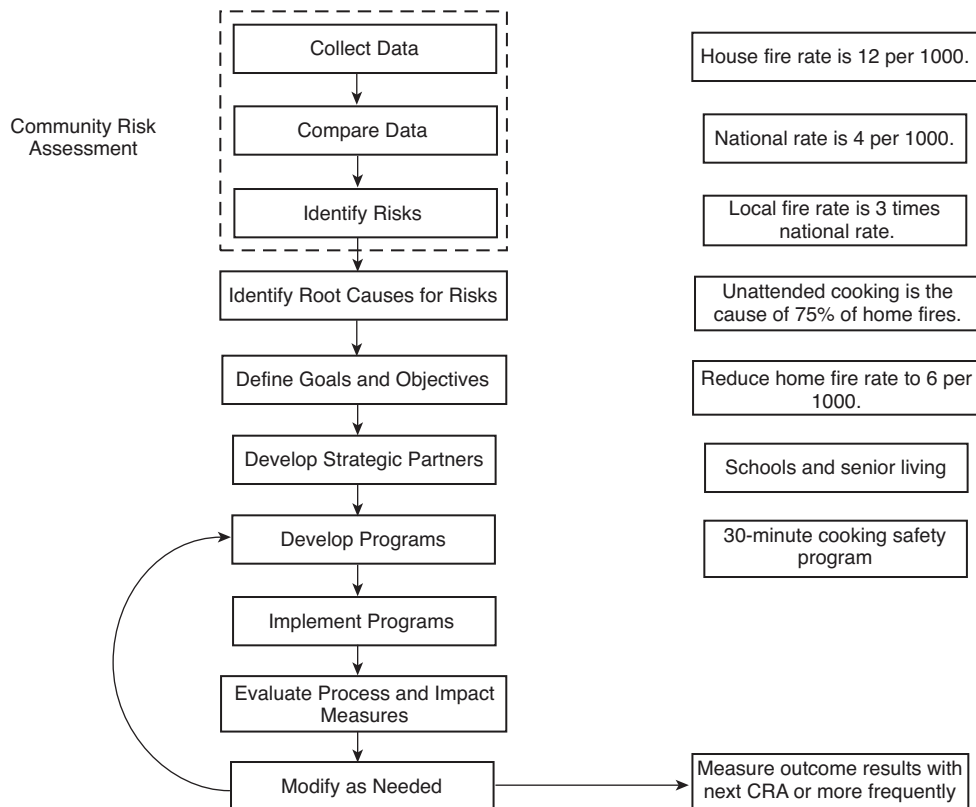 Collect Data
House fire rate is 12 per 1000.
Community Risk
Assessment
Compare Data
National rate is 4 per 1000.
Identify Risks
Local fire rate is 3 times
national rate.
Identify Root Causes for Risks
Unattended cooking is the
cause of 75% of home fires.
Define Goals and Objectives
Reduce home fire rate to 6 per
1000.
Develop Strategic Partners
Schools and senior living
Develop Programs
30-minute cooking safety
program
Implement Programs
Evaluate Process and Impact
Measures
Modify as Needed
Measure outcome results with
next CRA or more frequently